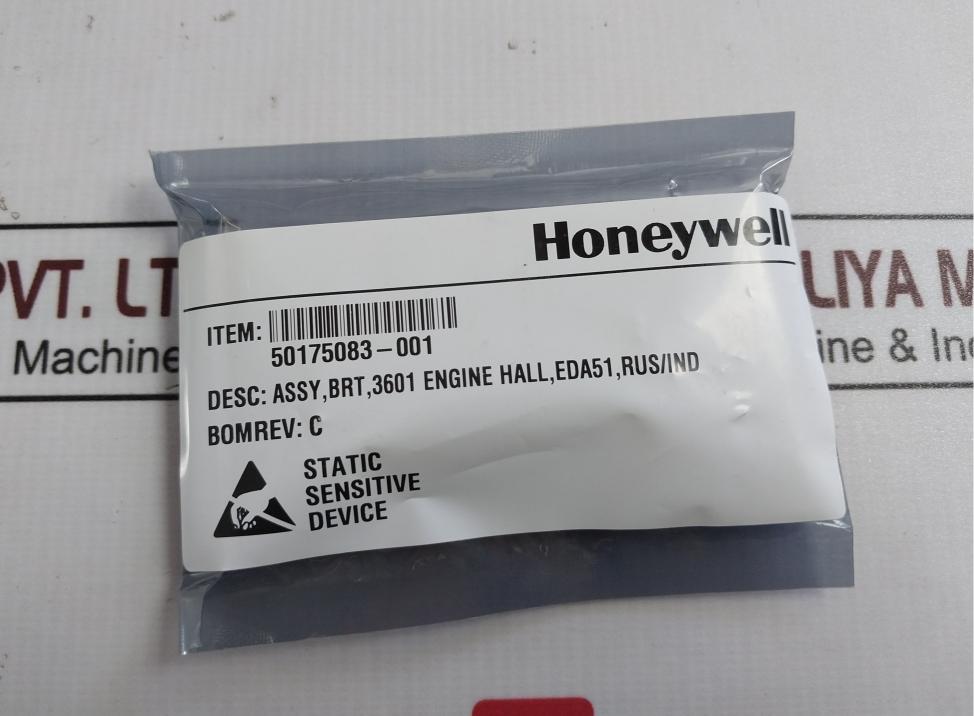 Honeywell
ITEM:
50175083-001
DESC: ASSY,BRT,3601 ENGINE HALL,EDA51,RUS/IND
BOMREV: C
STATIC
SENSITIVE
DEVICE
PVT. LT
LIYA M
Machine
ine & Ind